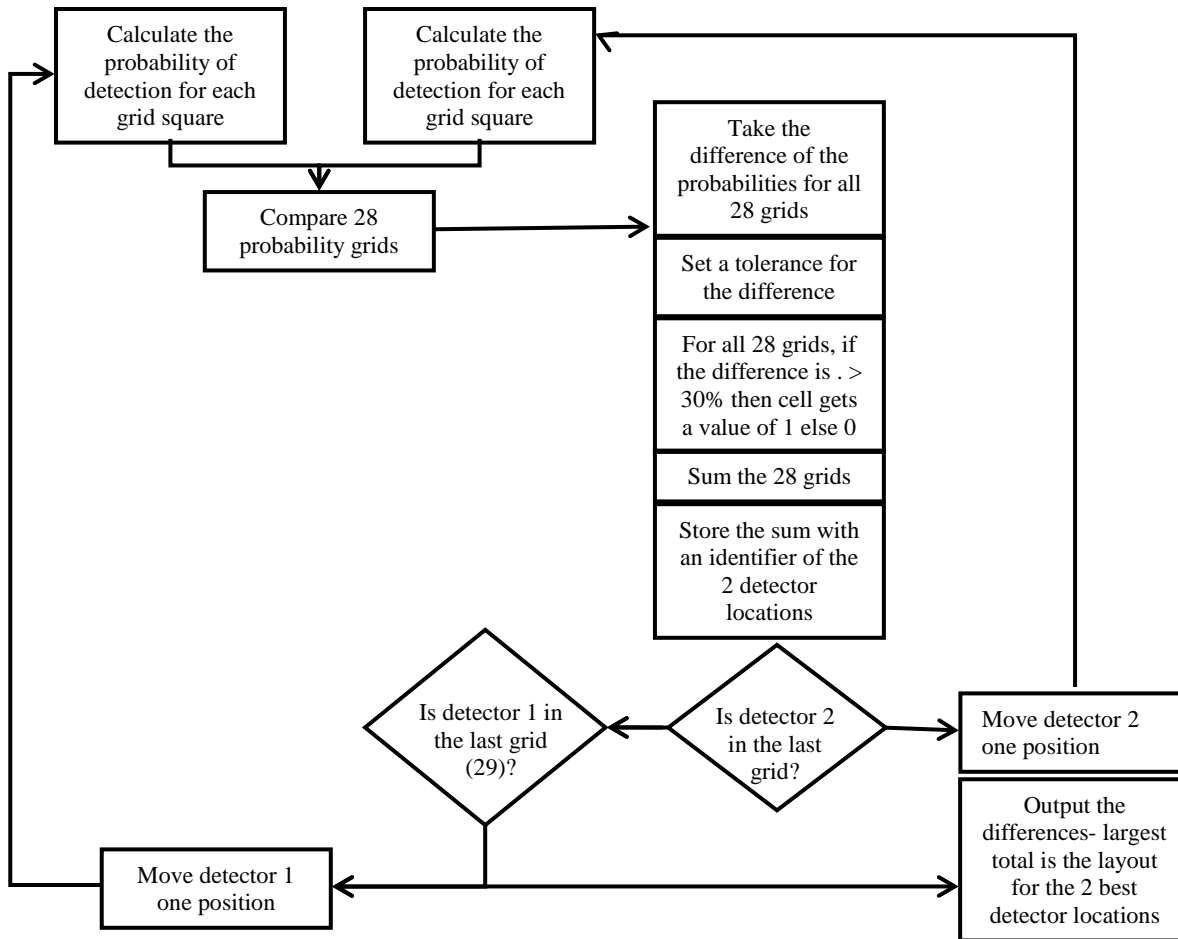 Calculate the
probability of
detection for each
grid square
Calculate the
probability of
detection for each
grid square
Compare 28
probability grids
Take the
difference of the
probabilities for all
28 grids
Set a tolerance for
the difference
For all 28 grids, if
the difference is . >
30% then cell gets
a value of 1 else 0
Sum the 28 grids
Store the sum with
an identifier of the
2 detector
locations
Is detector 2
in the last
grid?
Is detector 1 in
the last grid
(29)?
Move detector 2
one position
Move detector 1
one position
Output the
differences- largest
total is the layout
for the 2 best
detector locations